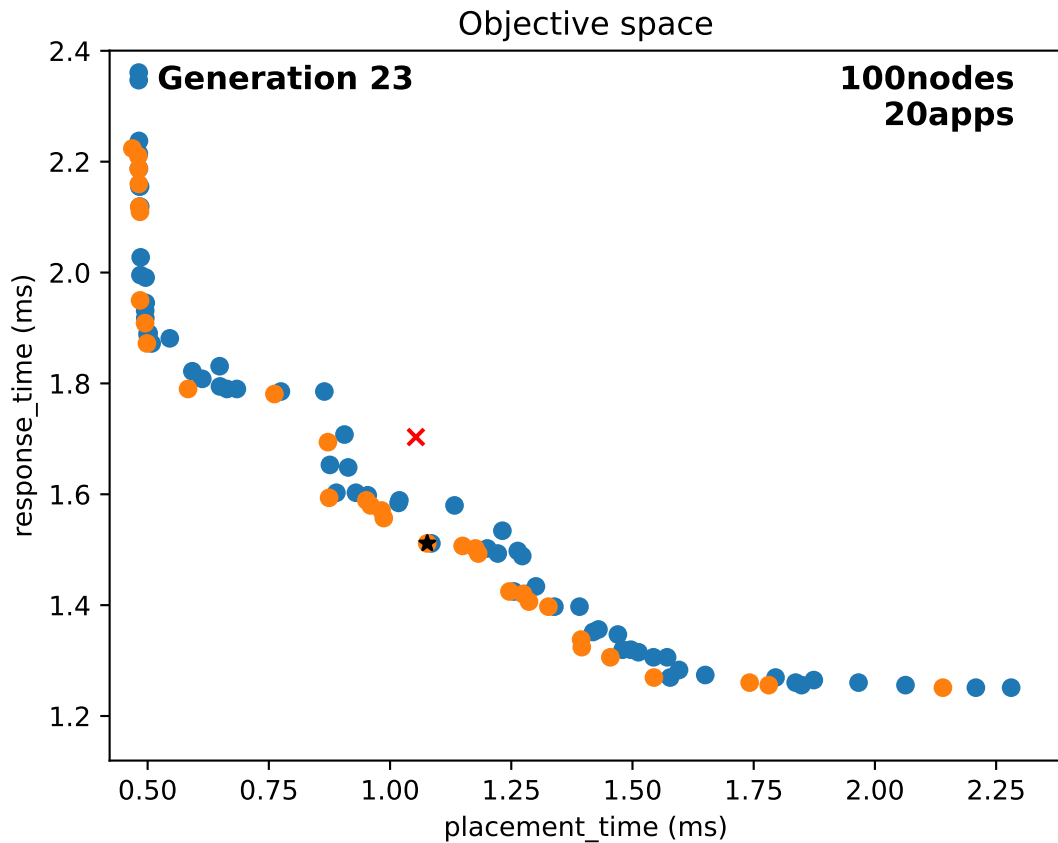 Objective space
Generation 23
100nodes
20apps
response_time (ms)
2.4
2.2
2.0
1.8
1.6
1.4
1.2
0.50 0.75 1.00 1.25 1.50 1.75 2.00 2.25
placement_time (ms)